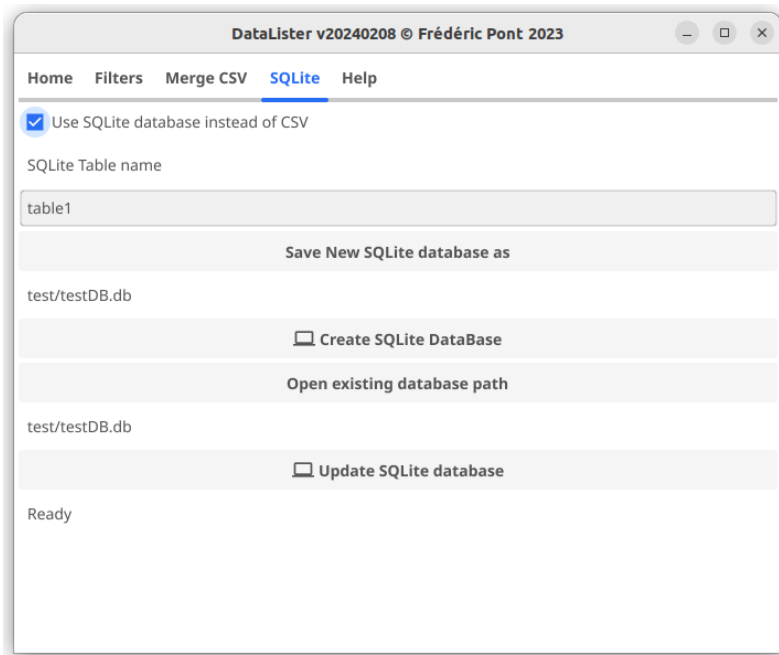 DataLister v20240208 © Frédéric Pont 2023
Home Filters Merge CSV SQLite Help
Use SQLite database instead of CSV
SQLite Table name
table1
Save New SQLite database as
test/testDB.db
Create SQLite DataBase
Open existing database path
test/testDB.db
Update SQLite database
Ready